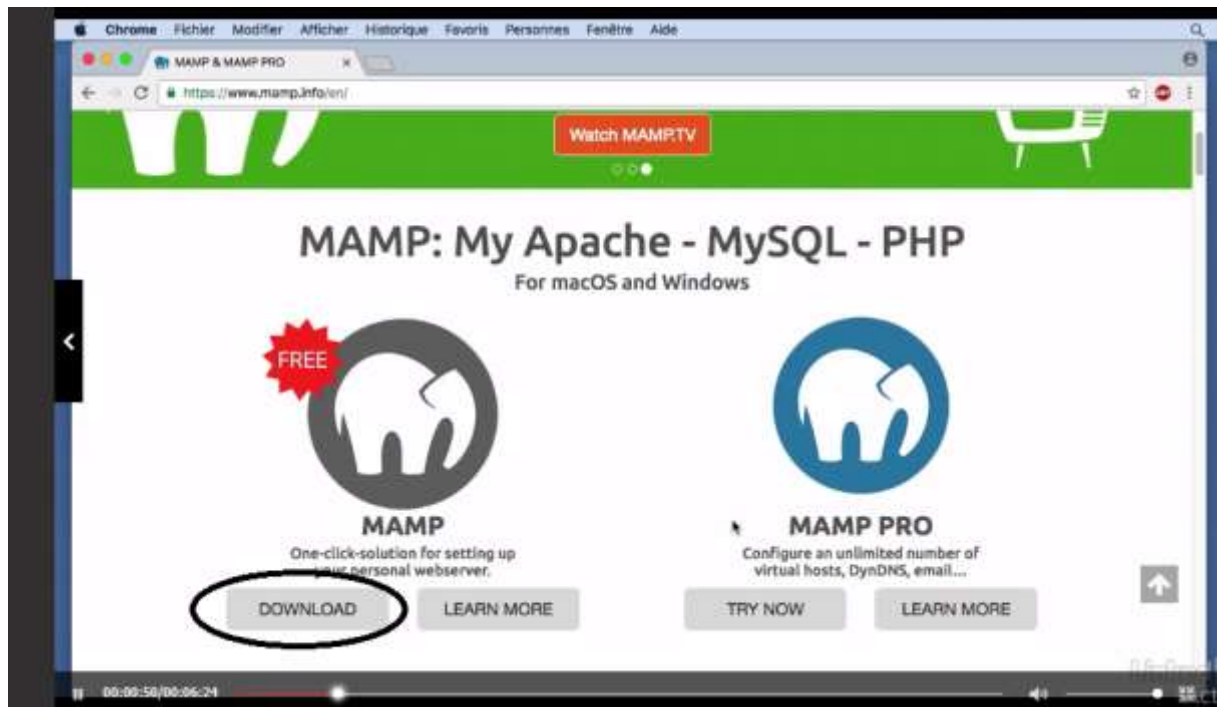 Chrome Fichier Modifier Afficher Historique Favoris Personnes Fenêtre Aide
MAMP & MAMP PRO
https://www.mamp.info/en/
Watch MAMP.TV
MAMP: My Apache - MySQL - PHP
For macOS and Windows
FREE
MAMP
One-click-solution for setting up
your personal webserver.
DOWNLOAD
LEARN MORE
MAMP PRO
Configure an unlimited number of
virtual hosts, DynDNS, email....
TRY NOW
LEARN MORE
00:00:50/00:06:24